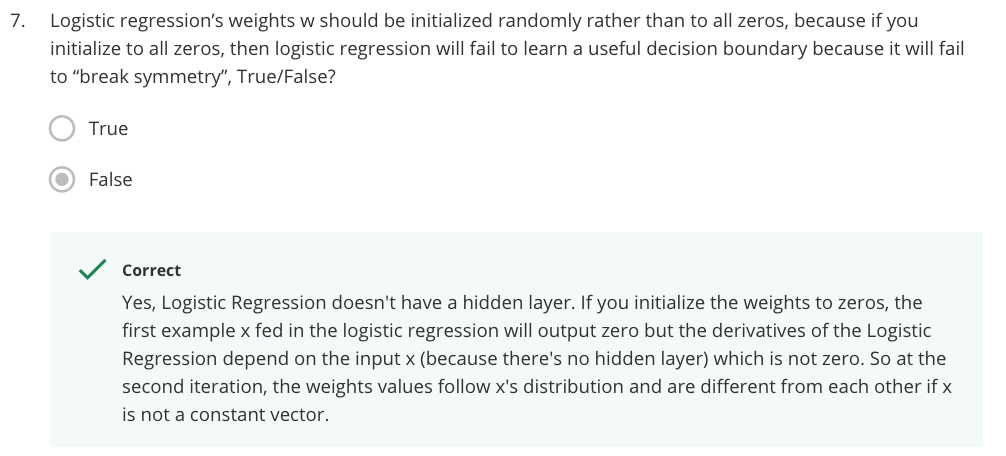 7. Logistic regression’s weights w should be initialized randomly rather than to all zeros, because if you
initialize to all zeros, then logistic regression will fail to learn a useful decision boundary because it will fail
to “break symmetry”, True/False?
True
False
Correct
Yes, Logistic Regression doesn't have a hidden layer. If you initialize the weights to zeros, the
first example x fed in the logistic regression will output zero but the derivatives of the Logistic
Regression depend on the input x (because there's no hidden layer) which is not zero. So at the
second iteration, the weights values follow x's distribution and are different from each other if x
is not a constant vector.